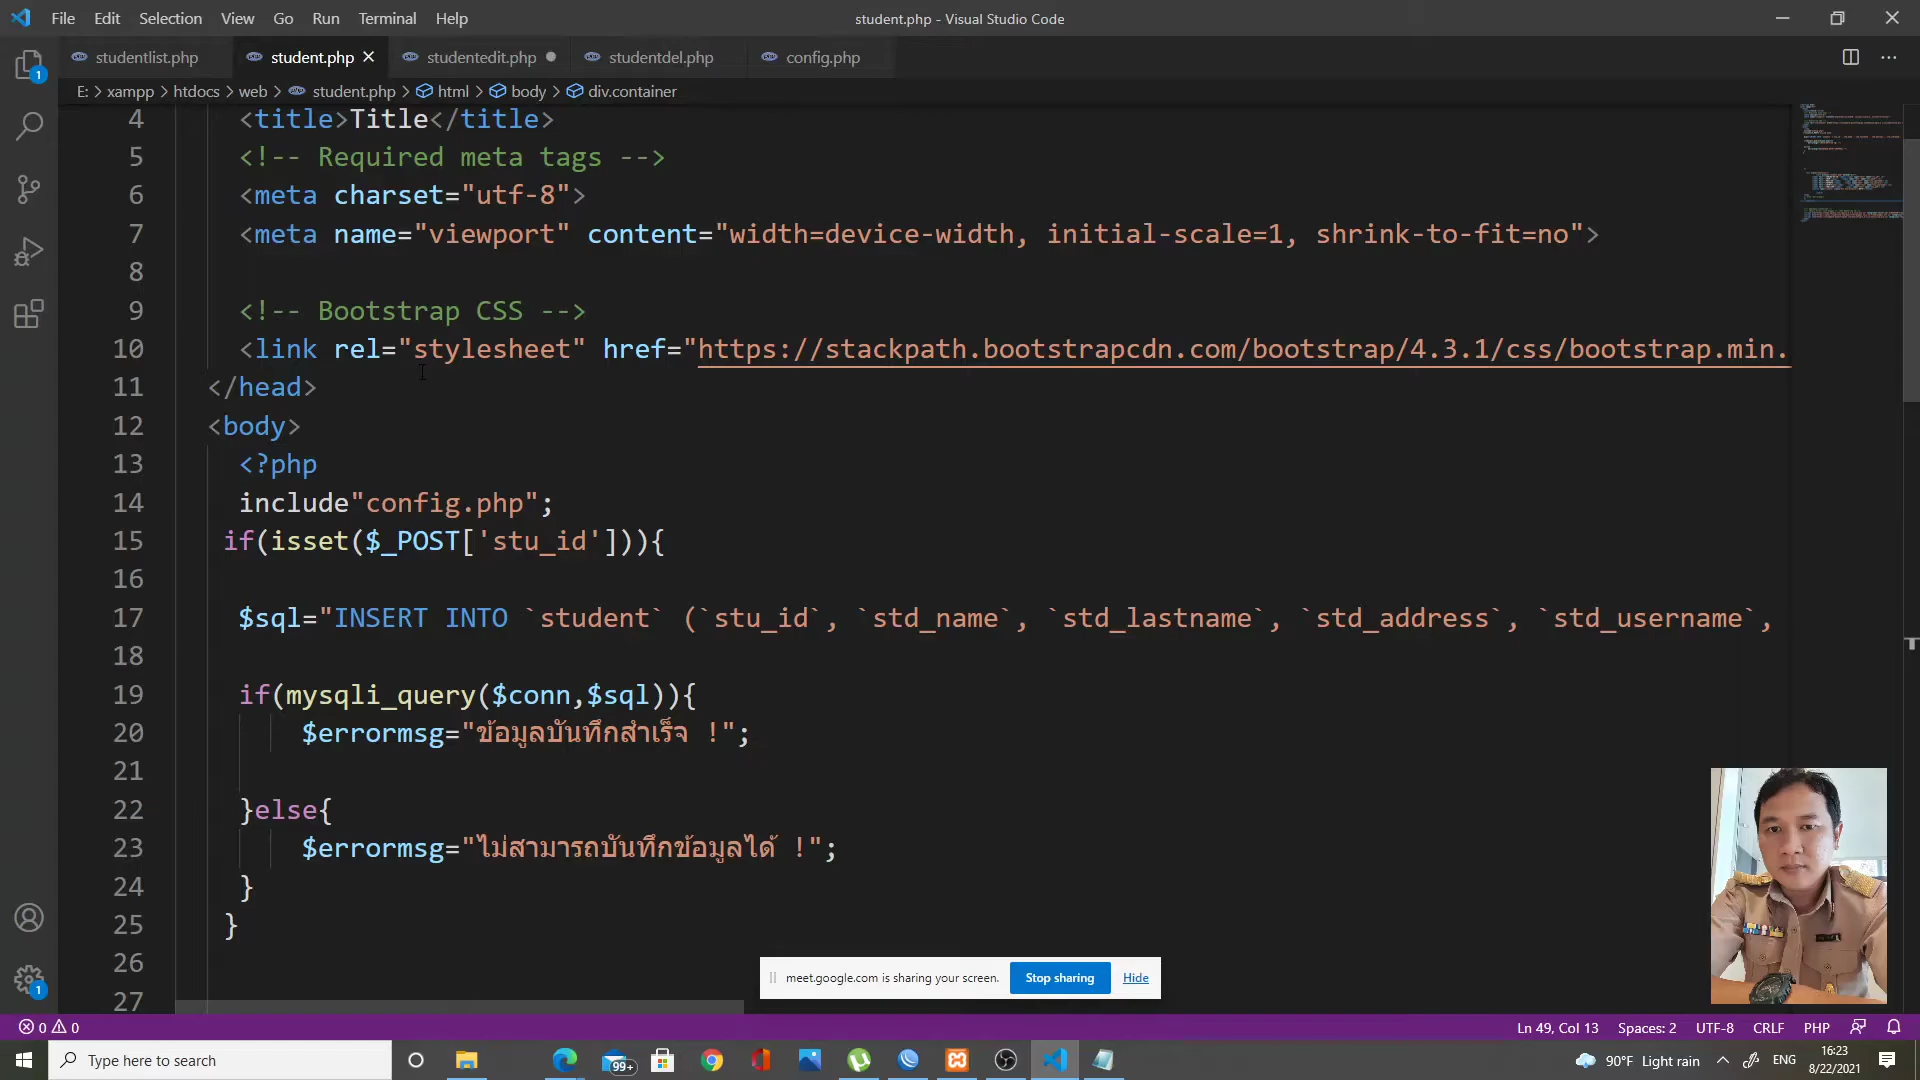 File Edit Selection View Go Run Terminal Help
student.php - Visual Studio Code
studentlist.php student.php studentedit.php studentdel.php config.php
E: > xampp > htdocs > web > student.php > html > body > div.container
4 <title>Title</title>
5 <!-- Required meta tags -->
6 <meta charset="utf-8">
7 <meta name="viewport" content="width=device-width, initial-scale=1, shrink-to-fit=no">
8
9 <!-- Bootstrap CSS -->
10 <link rel="stylesheet" href="https://stackpath.bootstrapcdn.com/bootstrap/4.3.1/css/bootstrap.min.
11 </head>
12 <body>
13 <?php
14 include"config.php";
15 if(isset($_POST['stu_id'])){
16
17 $sql="INSERT INTO `student` (`stu_id`, `std_name`, `std_lastname`, `std_address`, `std_username`,
18
19 if(mysqli_query($conn,$sql)){
20 $errormsg="ข้อมูลบันทึกสำเร็จ !";
21
22 }else{
23 $errormsg="ไม่สามารถบันทึกข้อมูลได้ !";
24 }
25 }
26
27
1
1
meet.google.com is sharing your screen. Stop sharing Hide
0 0 Ln 49, Col 13 Spaces: 2 UTF-8 CRLF PHP
Type here to search
99+
90°F Light rain ENG
16:23
8/22/2021